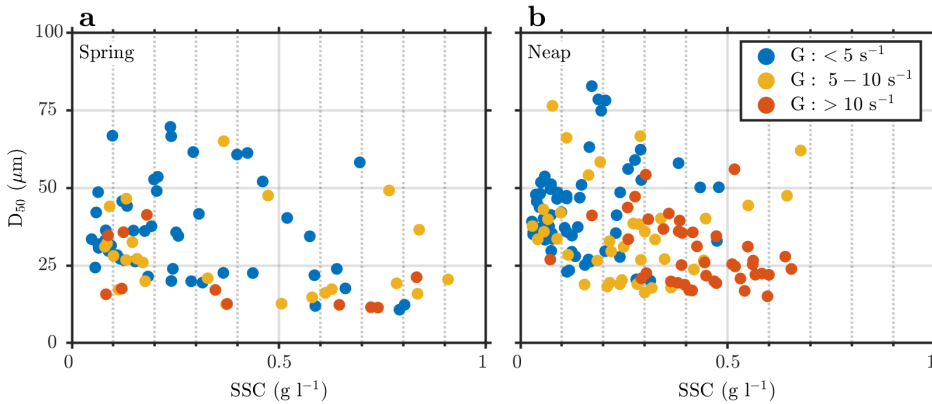 a
b
100
75
50
25
0
D50 (μm)
Spring
Neap
G : < 5 s−1
G : 5 − 10 s−1
G : > 10 s−1
0
0.5
1
0
0.5
1
SSC (g l−1)
SSC (g l−1)